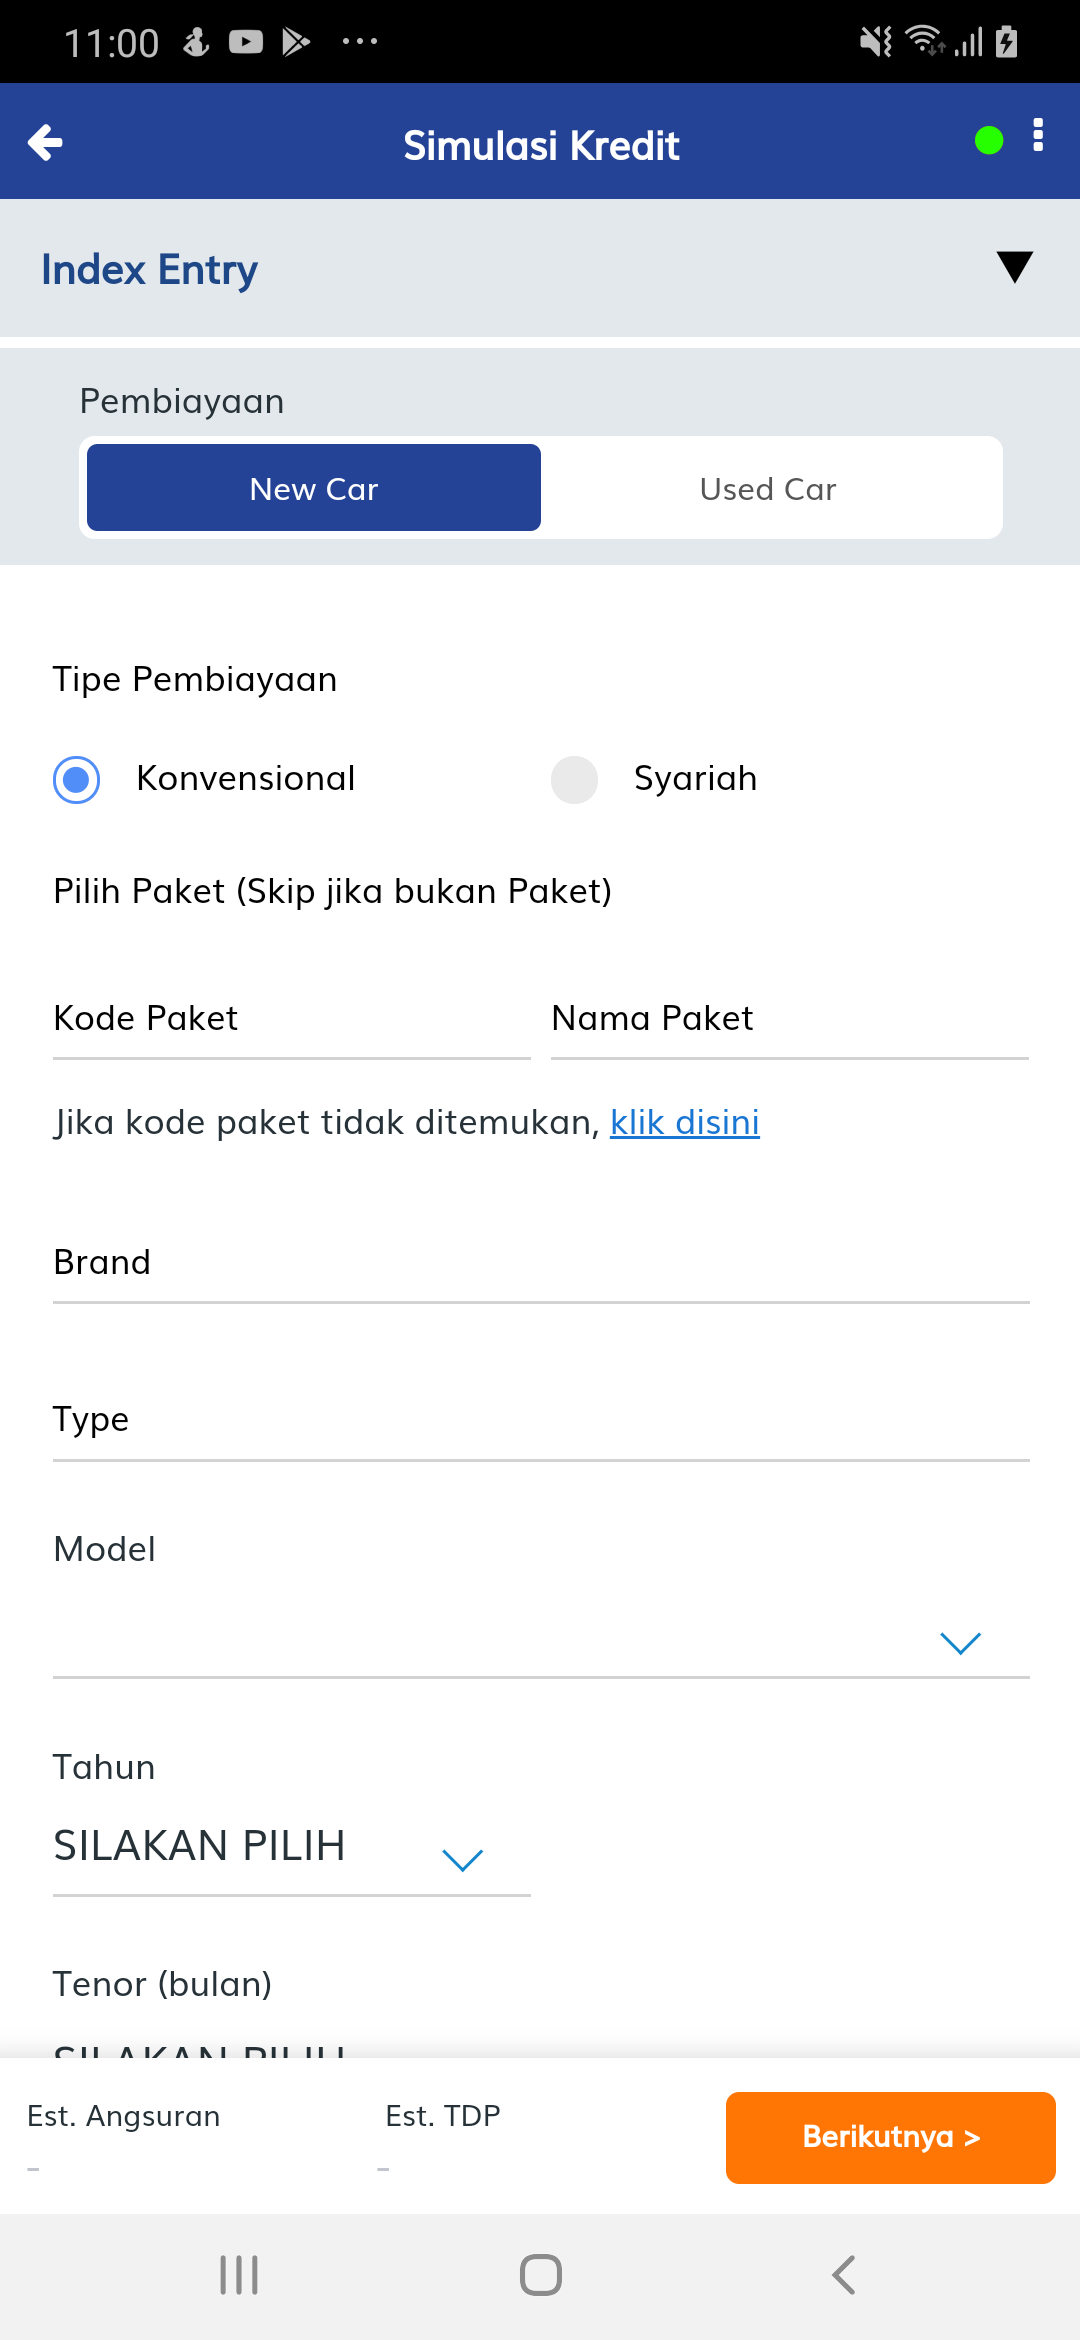 11:00
Simulasi Kredit
Index Entry
Pembiayaan
New Car
Used Car
Tipe Pembiayaan
Konvensional
Syariah
Pilih Paket (Skip jika bukan Paket)
Kode Paket
Nama Paket
Jika kode paket tidak ditemukan, klik disini
Brand
Type
Model
Tahun
SILAKAN PILIH
Tenor (bulan)
SILAKAN PILIH
Est. Angsuran
Est. TDP
-
-
Berikutnya >